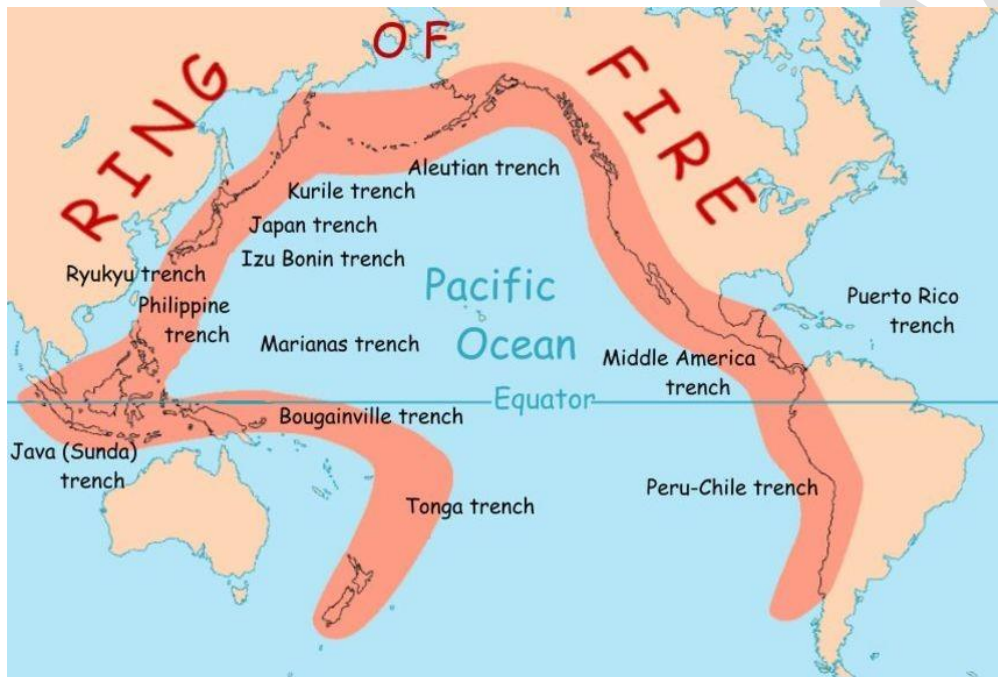 RING OF FIRE
Aleutian trench
Kurile trench
Japan trench
Izu Bonin trench
Ryukyu trench
Philippine
trench
Marianas trench
Pacific
Ocean
Puerto Rico
trench
Middle America
trench
Equator
Bougainville trench
Java (Sunda)
trench
Tonga trench
Peru-Chile trench